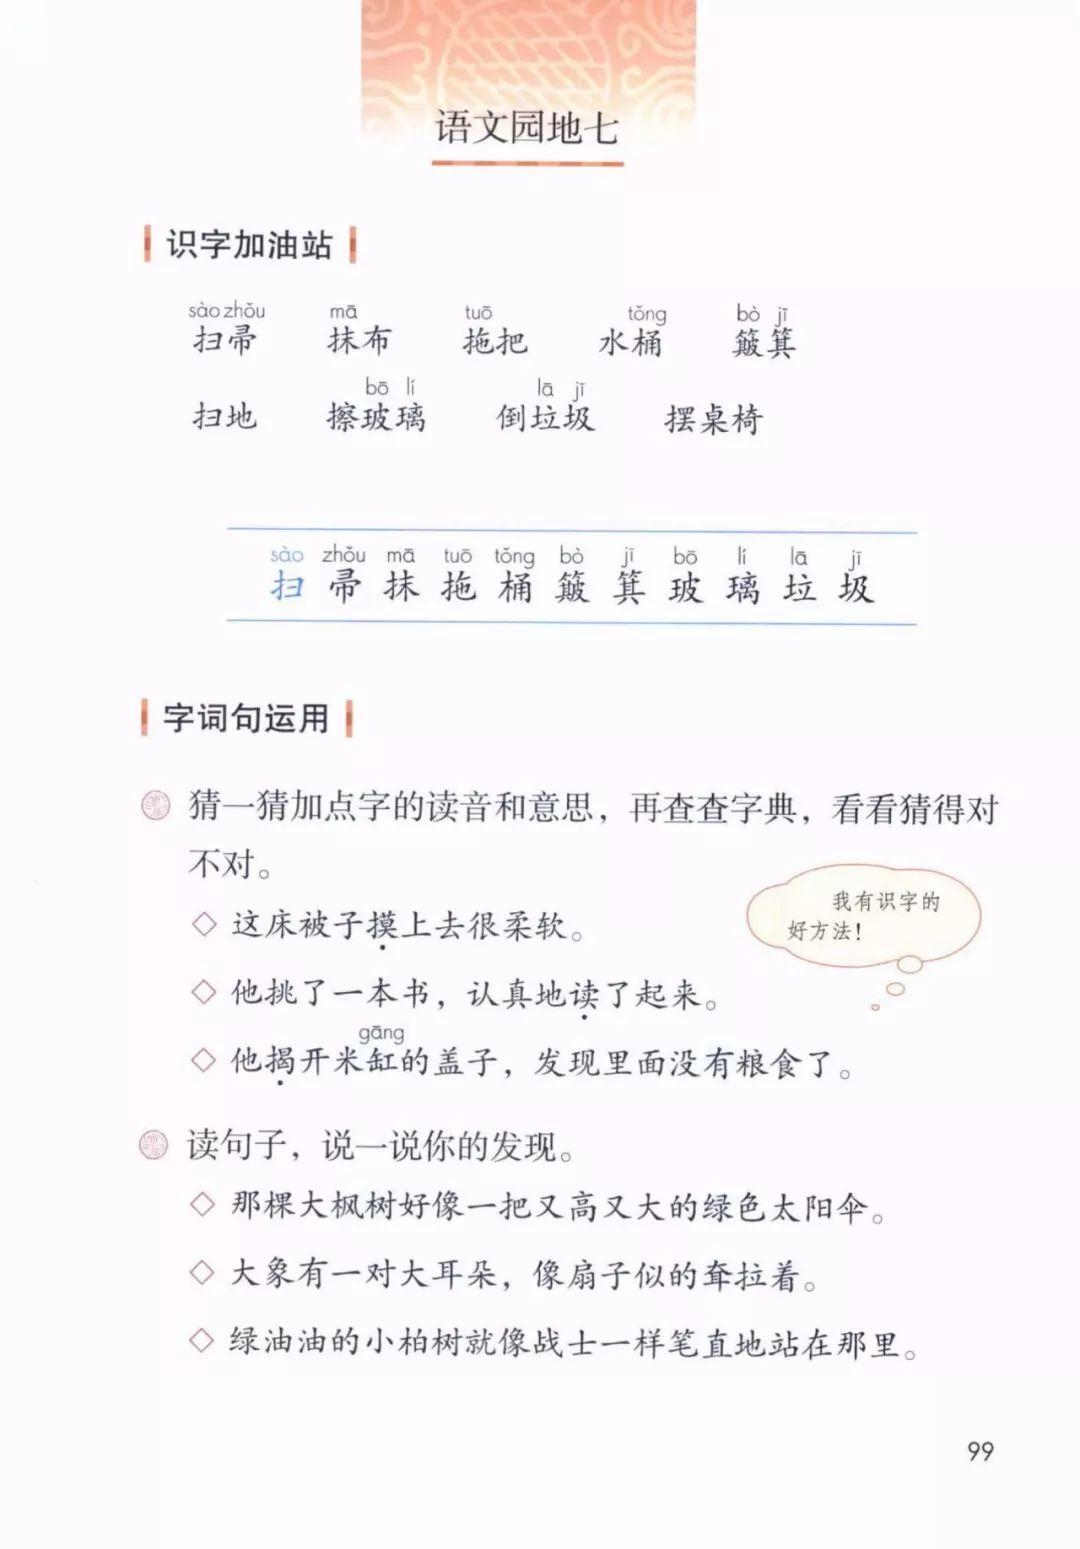 语文园地七
识字加油站
sào zhǒu mā tuō tǒng bò jī
扫帚 抹布 拖把 水桶 簸箕
bō lí lā jī
扫地 擦玻璃 倒垃圾 摆桌椅
sào zhǒu mā tuō tǒng bò jī bō lí lā jī
扫帚抹拖桶簸箕玻璃垃圾
字词句运用
猜一猜加点字的读音和意思，再查查字典，看看猜得对
不对。
我有识字的
好方法！
◇ 这床被子摸上去很柔软。
◇ 他挑了一本书，认真地读了起来。
gāng
◇ 他揭开米缸的盖子，发现里面没有粮食了。
读句子，说一说你的发现。
◇ 那棵大枫树好像一把又高又大的绿色太阳伞。
◇ 大象有一对大耳朵，像扇子似的耷拉着。
◇ 绿油油的小柏树就像战士一样笔直地站在那里。
99